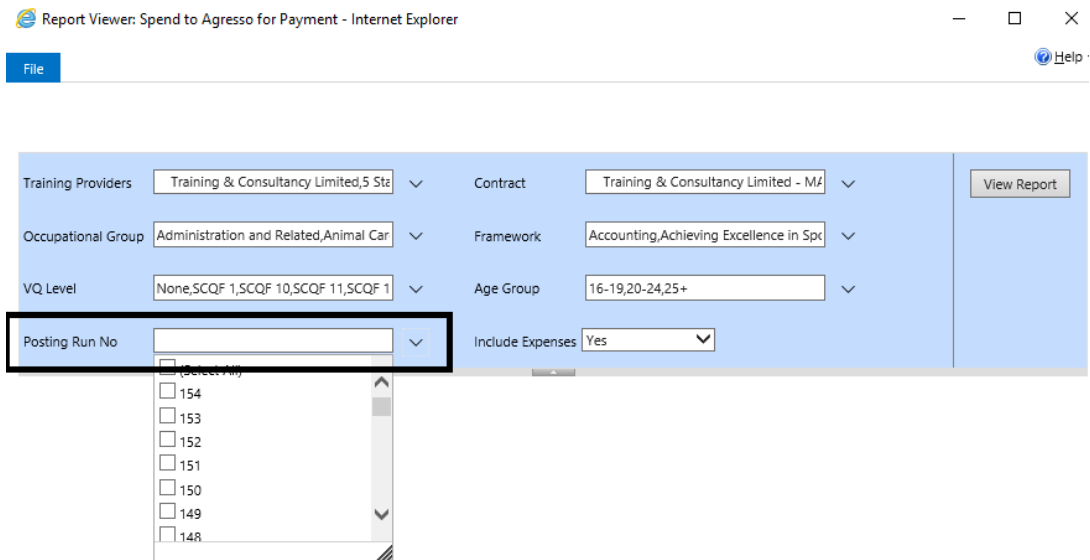 Report Viewer: Spend to Agresso for Payment - Internet Explorer
Help
File
Training Providers Training & Consultancy Limited,5 Sta Contract Training & Consultancy Limited - MA View Report
Occupational Group Administration and Related,Animal Car Framework Accounting,Achieving Excellence in Spo
VQ Level None,SCQF 1,SCQF 10,SCQF 11,SCQF 1 Age Group 16-19,20-24,25+
Posting Run No Include Expenses Yes
(Select All)
154
153
152
151
150
149
148